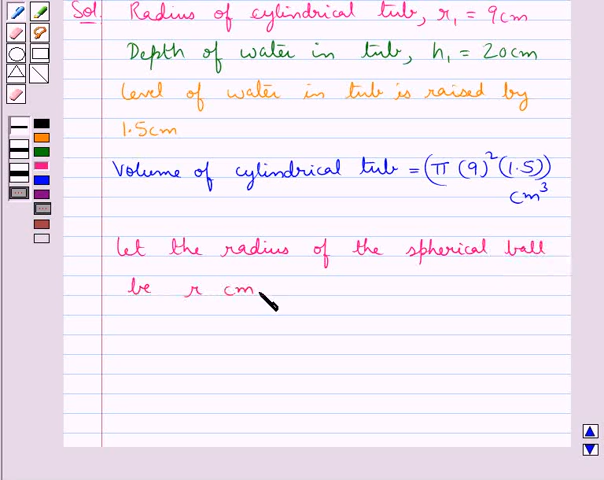 Sol. Radius of cylindrical tub, r₁ = 9cm
Depth of water in tub, h₁ = 20cm
Level of water in tub is raised by
1.5cm
Volume of cylindrical tub = (π (9)² (1.5))
cm³
Let the radius of the spherical ball
be r cm